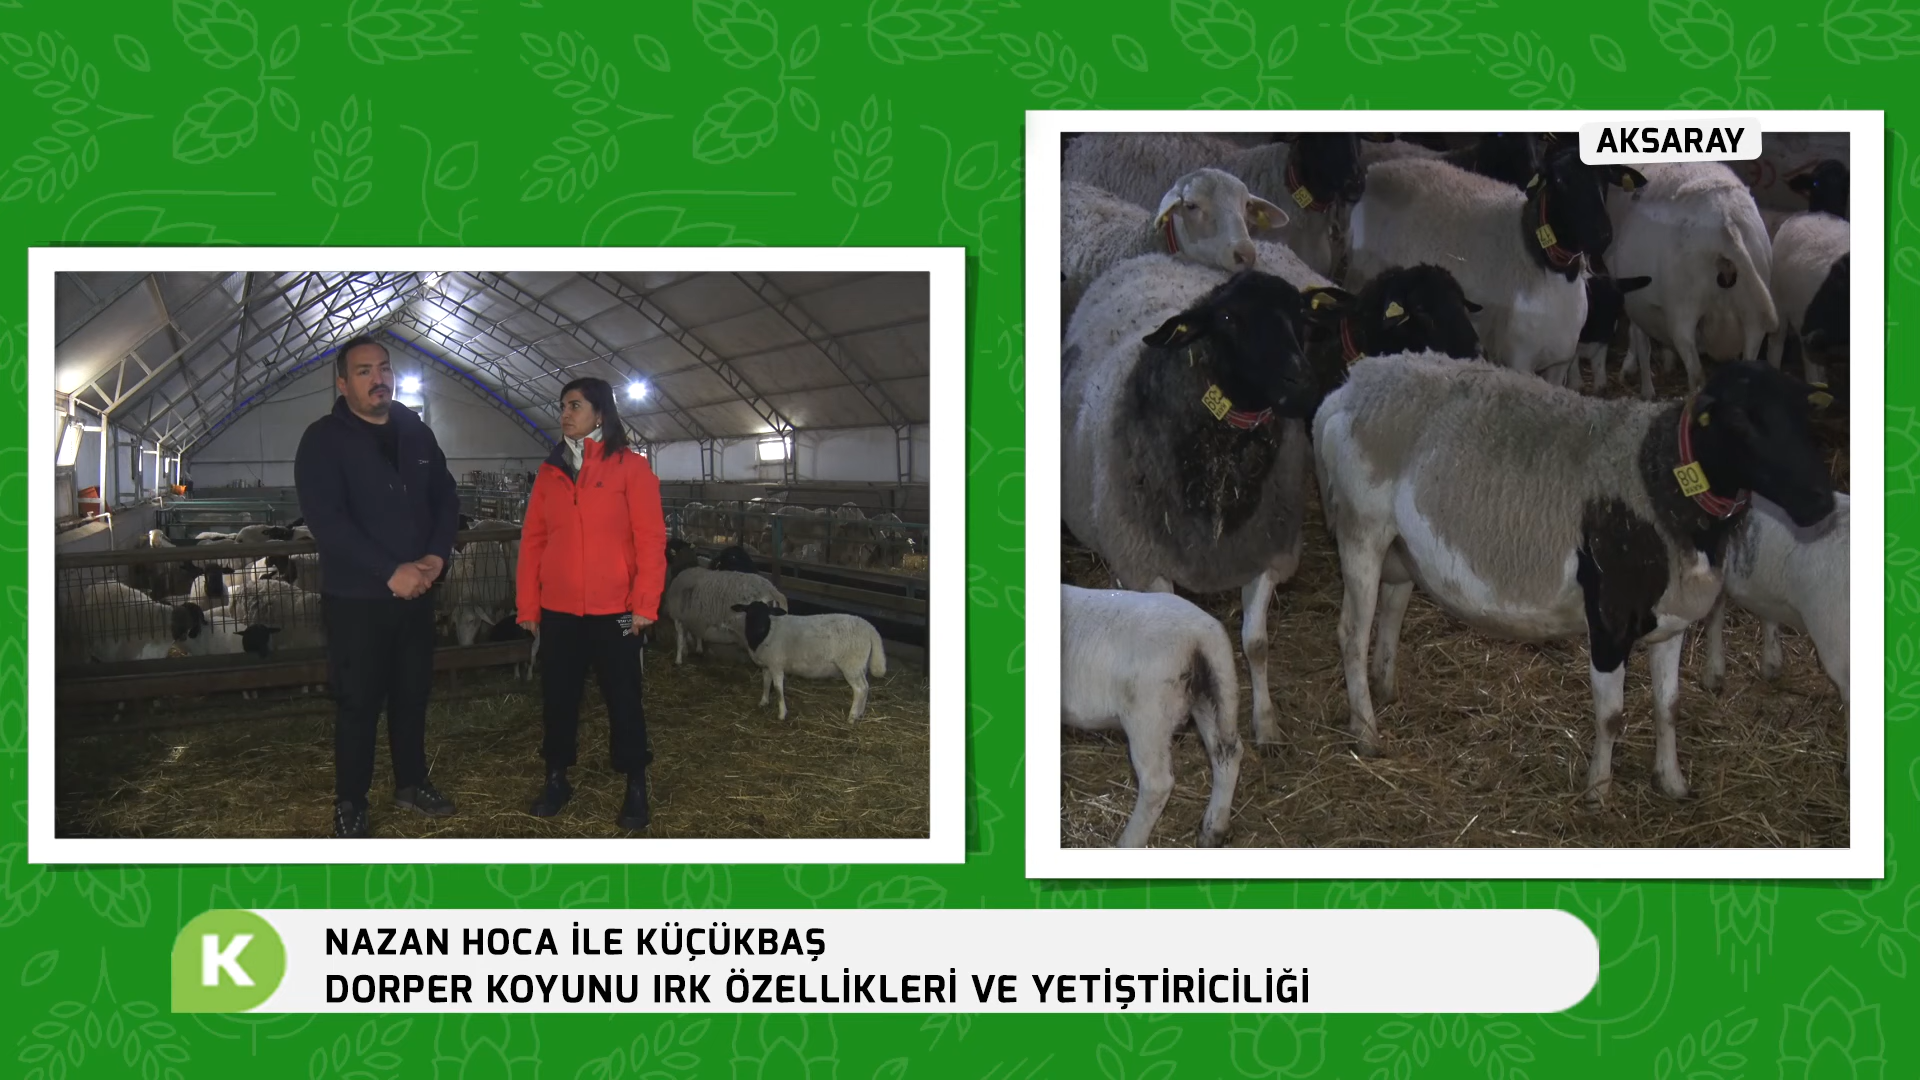 AKSARAY
K
NAZAN HOCA İLE KÜÇÜKBAŞ
DORPER KOYUNU IRK ÖZELLİKLERİ VE YETİŞTİRİCİLİĞİ